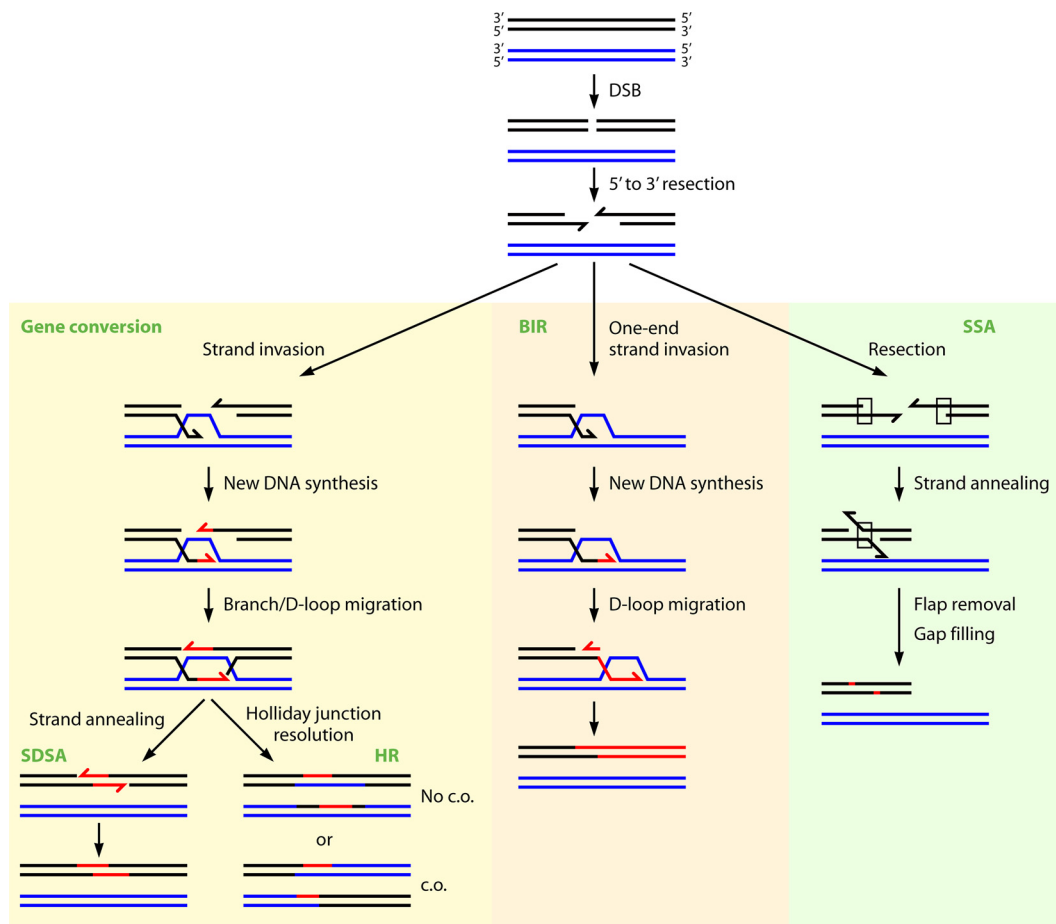 3′ 5′
5′ 3′
3′ 5′
5′ 3′
DSB
5′ to 3′ resection
Gene conversion
Strand invasion
BIR
One-end
strand invasion
SSA
Resection
New DNA synthesis
New DNA synthesis
Strand annealing
Branch/D-loop migration
D-loop migration
Flap removal
Gap filling
Strand annealing
Holliday junction
resolution
SDSA
HR
No c.o.
or
c.o.